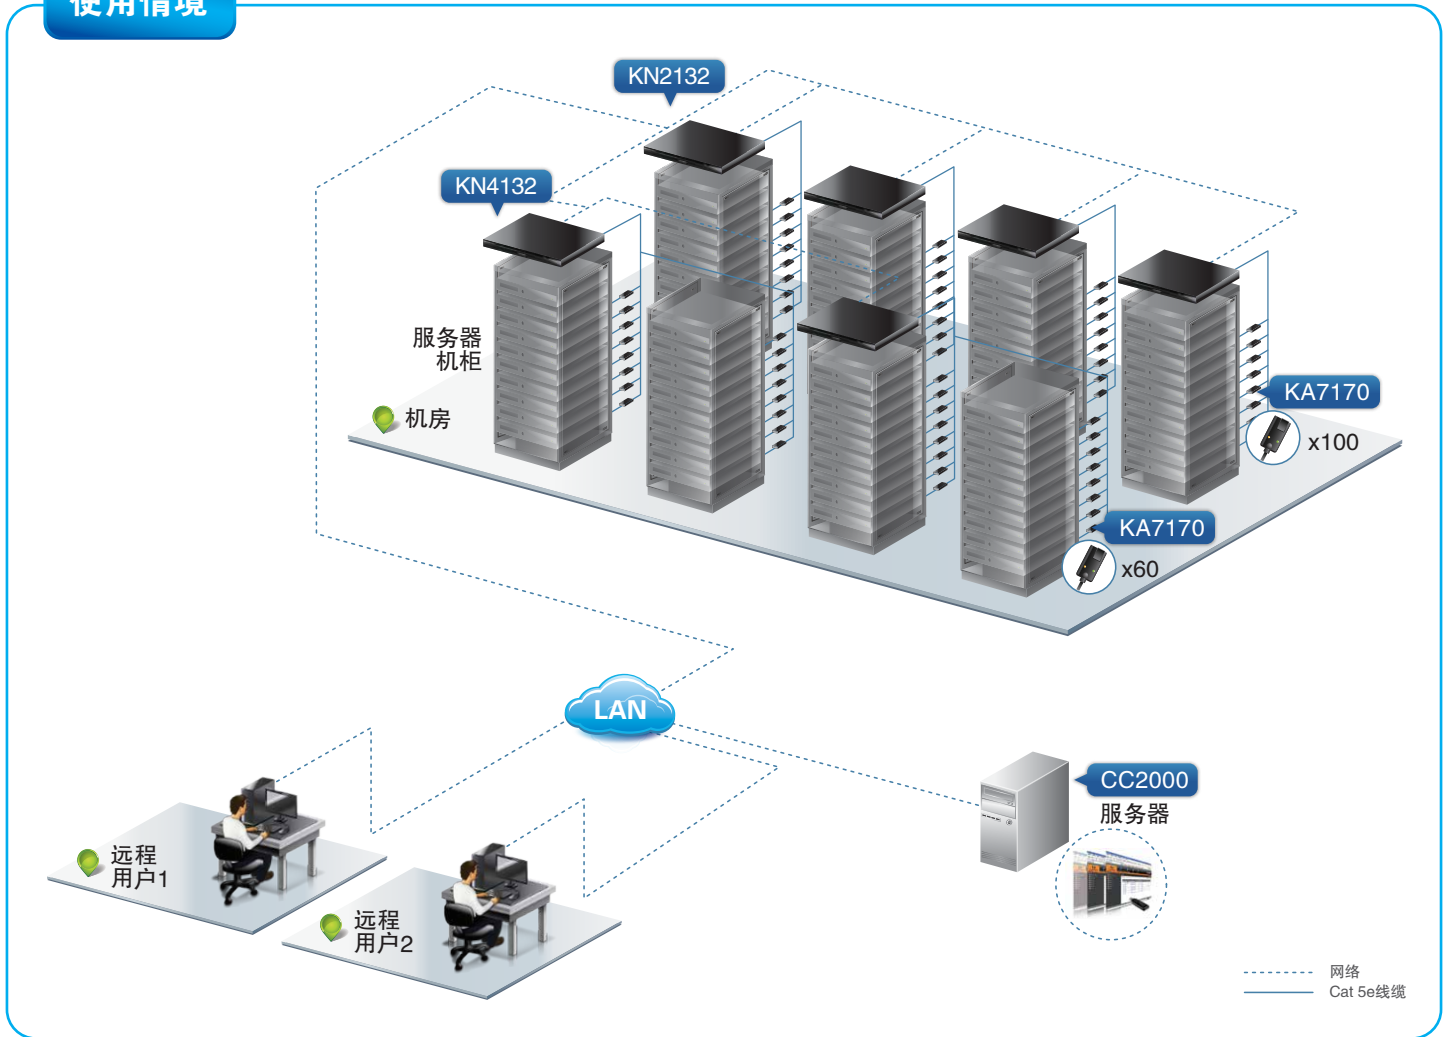 使用情境
KN2132
KN4132
服务器
机柜
机房
KA7170
x100
KA7170
x60
LAN
CC2000
服务器
远程
用户1
远程
用户2
网络
Cat 5e线缆